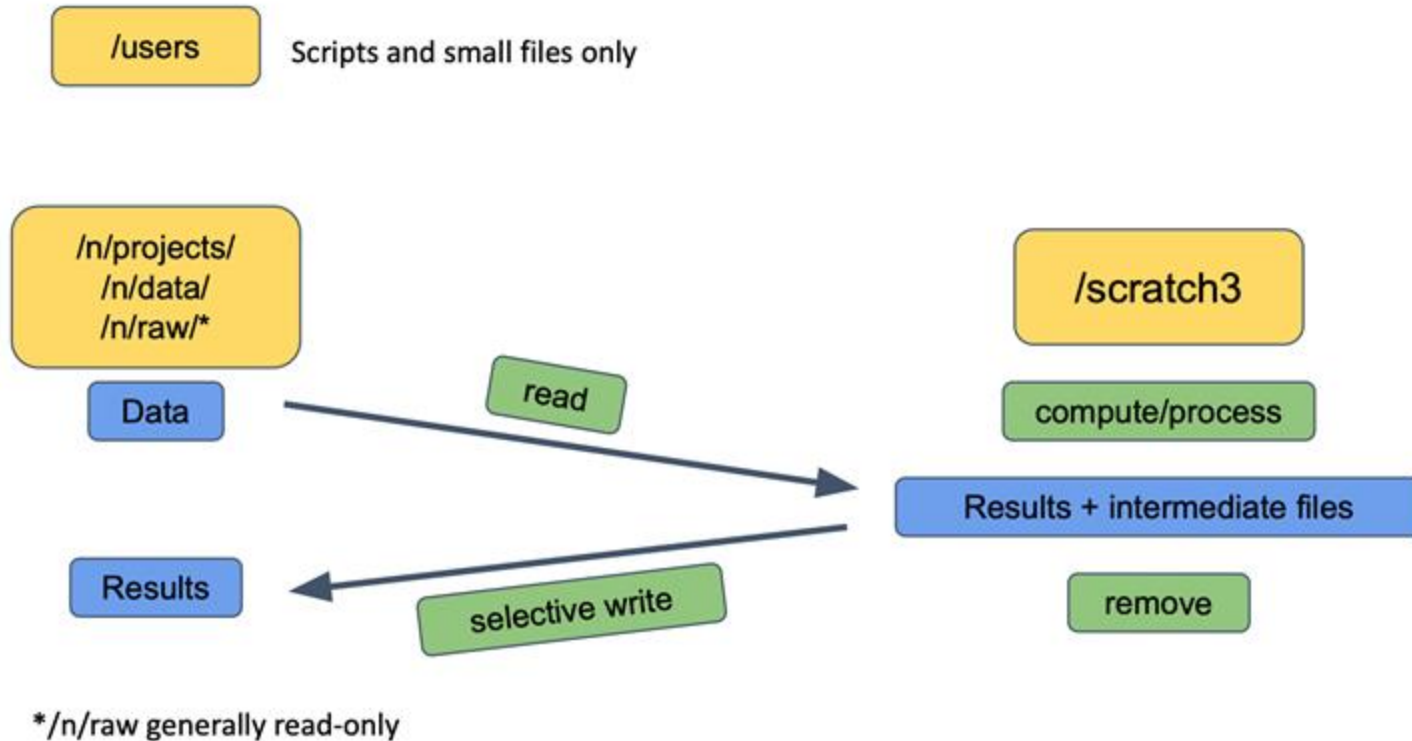 /users
Scripts and small files only
/n/projects/
/n/data/
/n/raw/*
/scratch3
Data
read
compute/process
Results + intermediate files
Results
selective write
remove
*/n/raw generally read-only